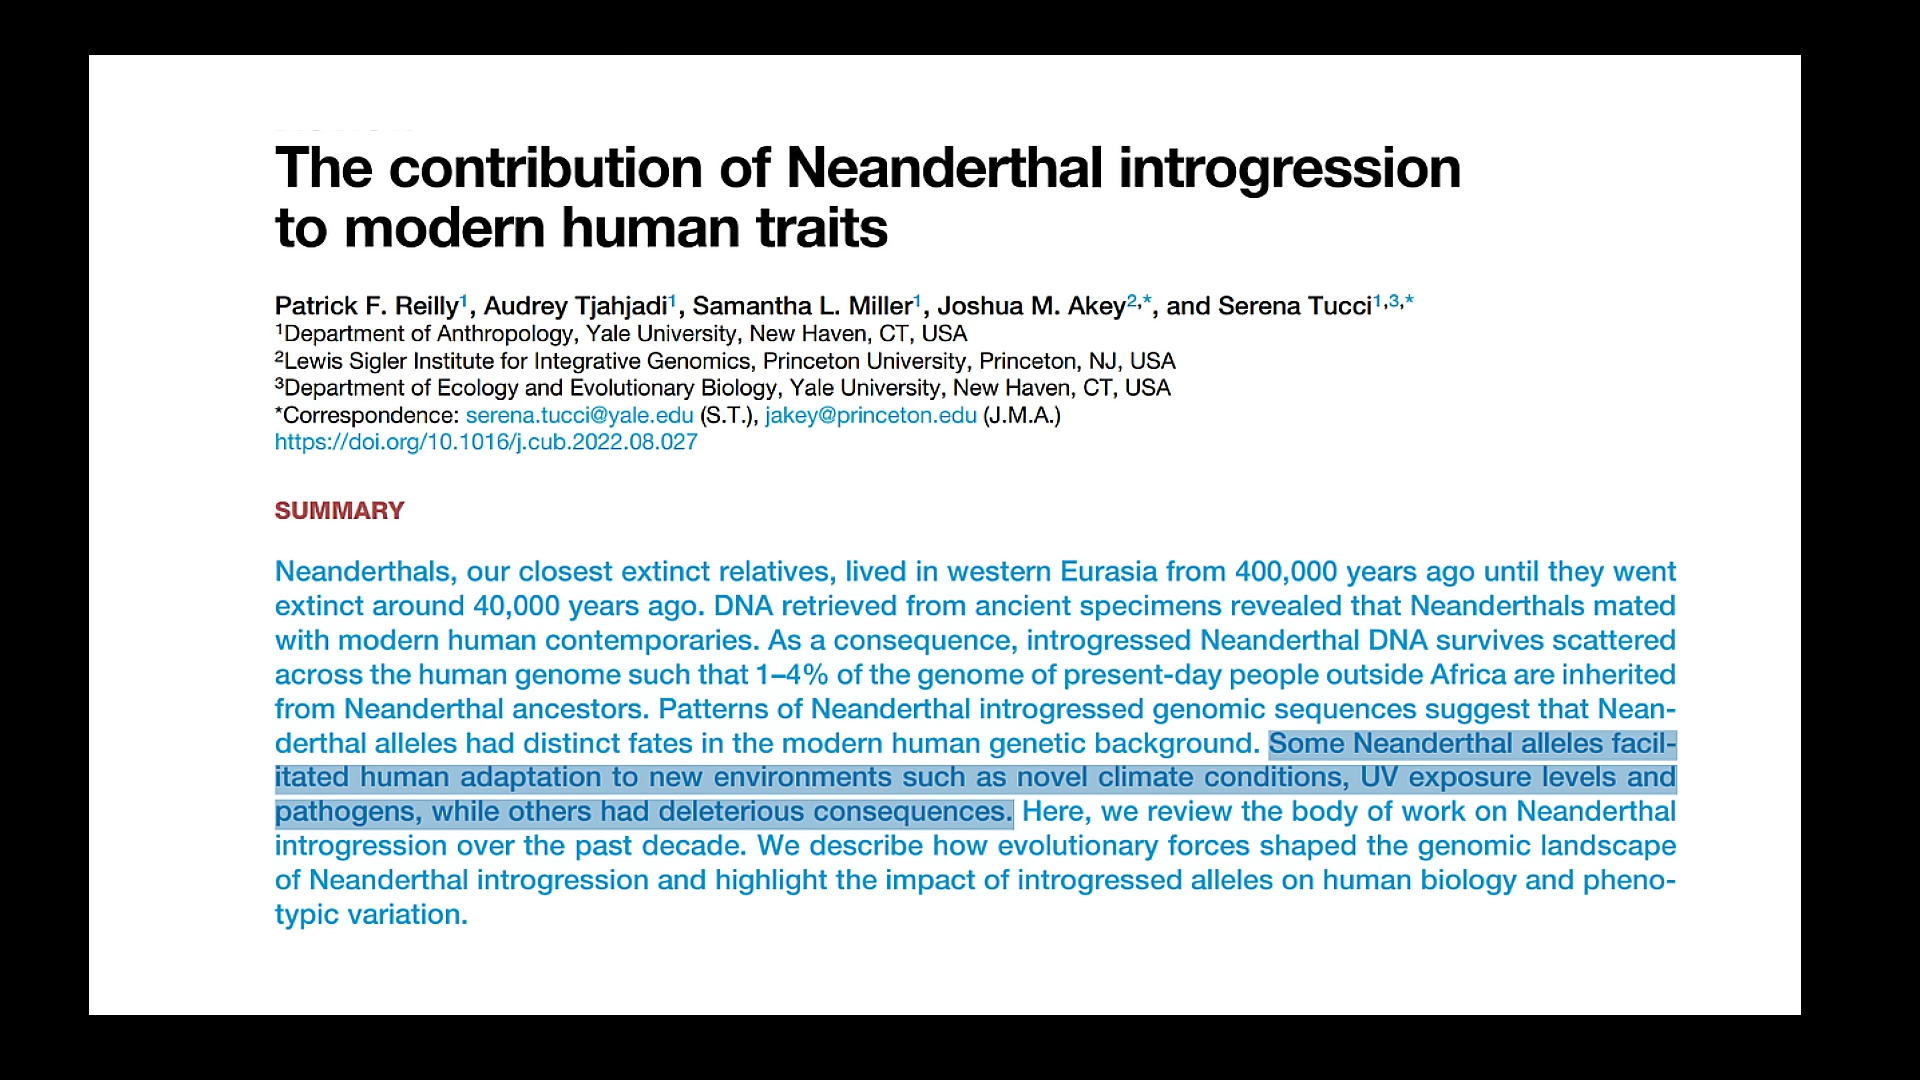 The contribution of Neanderthal introgression
to modern human traits
Patrick F. Reilly1, Audrey Tjahjadi1, Samantha L. Miller1, Joshua M. Akey2,*, and Serena Tucci1,3,*
1Department of Anthropology, Yale University, New Haven, CT, USA
2Lewis Sigler Institute for Integrative Genomics, Princeton University, Princeton, NJ, USA
3Department of Ecology and Evolutionary Biology, Yale University, New Haven, CT, USA
*Correspondence: serena.tucci@yale.edu (S.T.), jakey@princeton.edu (J.M.A.)
https://doi.org/10.1016/j.cub.2022.08.027
SUMMARY
Neanderthals, our closest extinct relatives, lived in western Eurasia from 400,000 years ago until they went
extinct around 40,000 years ago. DNA retrieved from ancient specimens revealed that Neanderthals mated
with modern human contemporaries. As a consequence, introgressed Neanderthal DNA survives scattered
across the human genome such that 1–4% of the genome of present-day people outside Africa are inherited
from Neanderthal ancestors. Patterns of Neanderthal introgressed genomic sequences suggest that Nean-
derthal alleles had distinct fates in the modern human genetic background. Some Neanderthal alleles facil-
itated human adaptation to new environments such as novel climate conditions, UV exposure levels and
pathogens, while others had deleterious consequences. Here, we review the body of work on Neanderthal
introgression over the past decade. We describe how evolutionary forces shaped the genomic landscape
of Neanderthal introgression and highlight the impact of introgressed alleles on human biology and pheno-
typic variation.